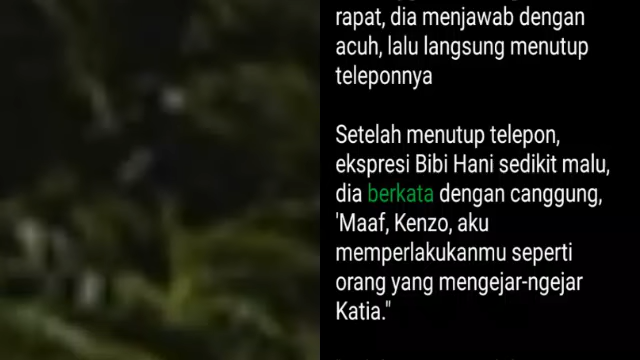 rapat, dia menjawab dengan
acuh, lalu langsung menutup
teleponnya
Setelah menutup telepon,
ekspresi Bibi Hani sedikit malu,
dia berkata dengan canggung,
'Maaf, Kenzo, aku
memperlakukanmu seperti
orang yang mengejar-ngejar
Katia."